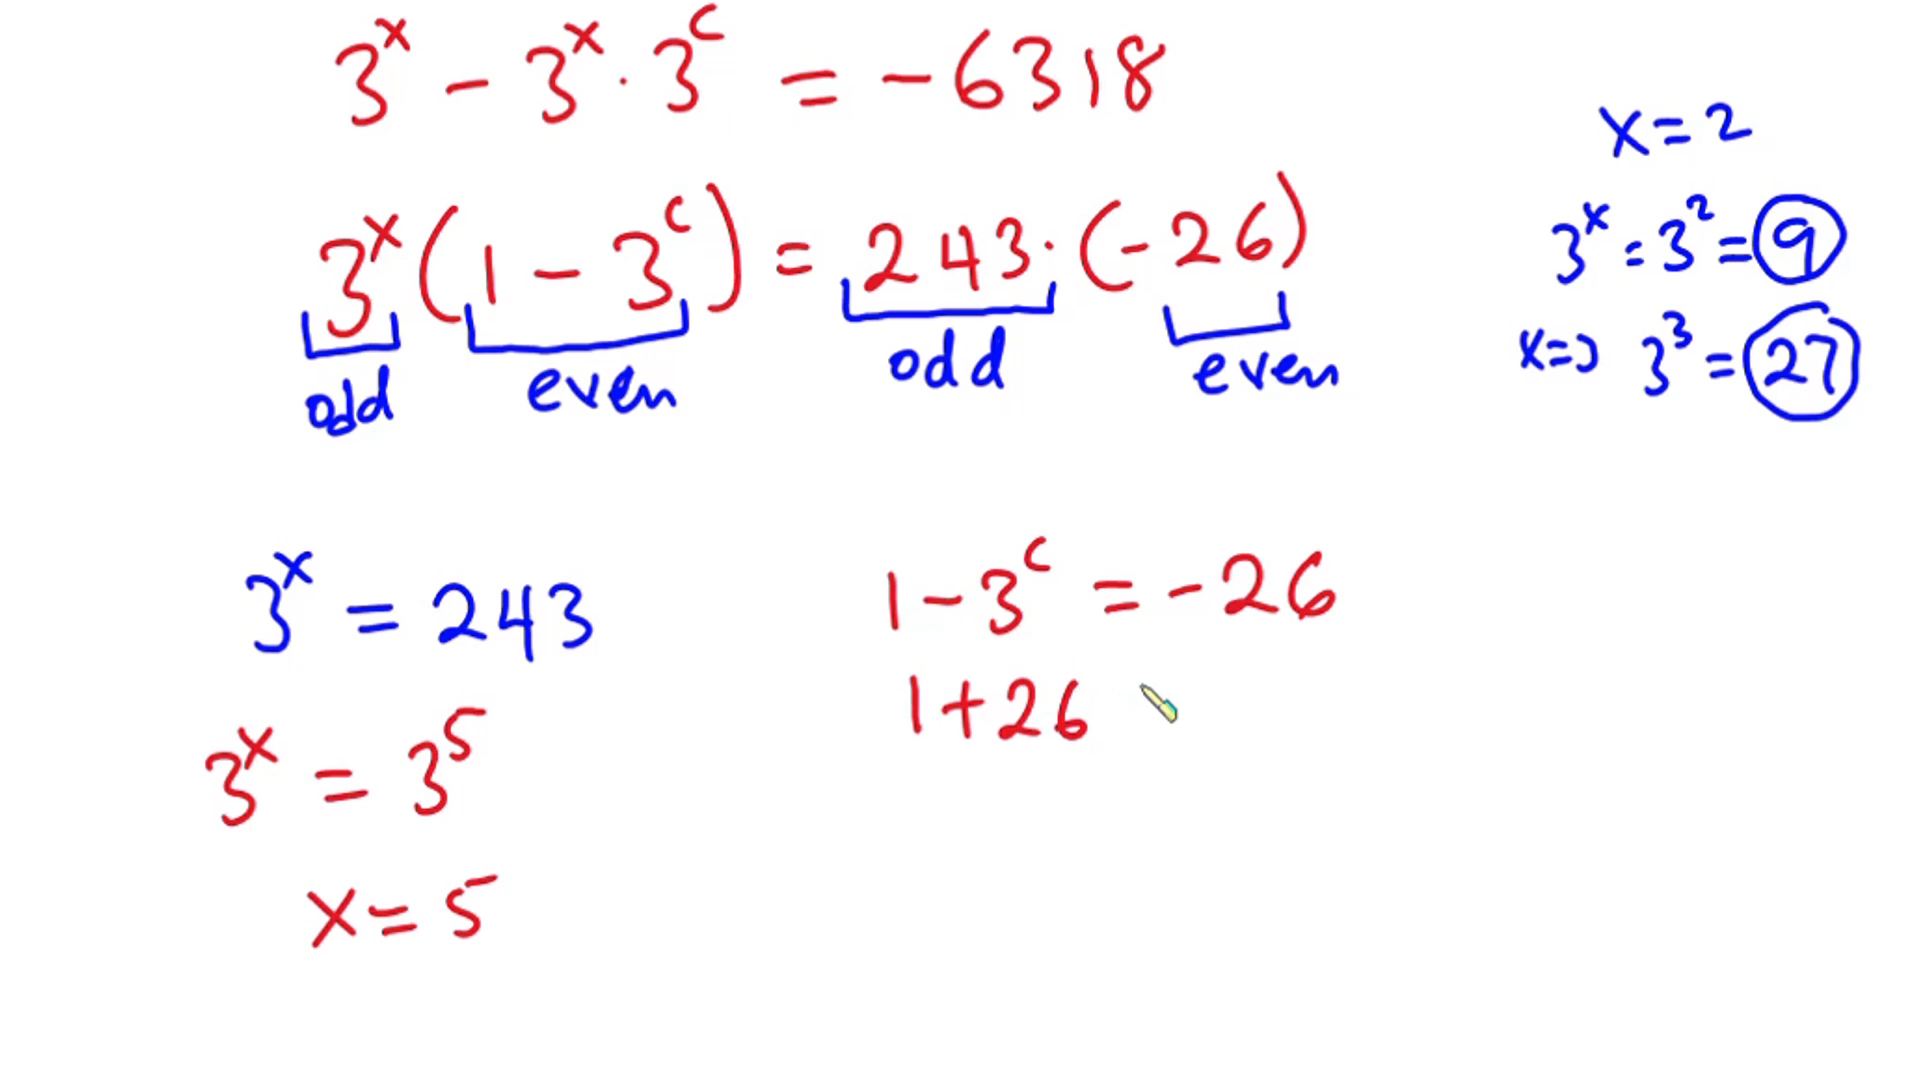 3^x - 3^x · 3^c = -6318
3^x (1 - 3^c) = 243 · (-26)
odd even odd even
x = 2
3^x = 3^2 = 9
x=3 3^3 = 27
3^x = 243
3^x = 3^5
x = 5
1 - 3^c = -26
1 + 26